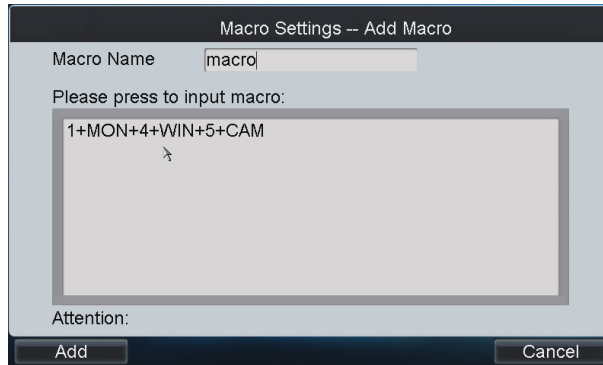 Macro Settings -- Add Macro
Macro Name macro
Please press to input macro:
1+MON+4+WIN+5+CAM
Attention:
Add Cancel